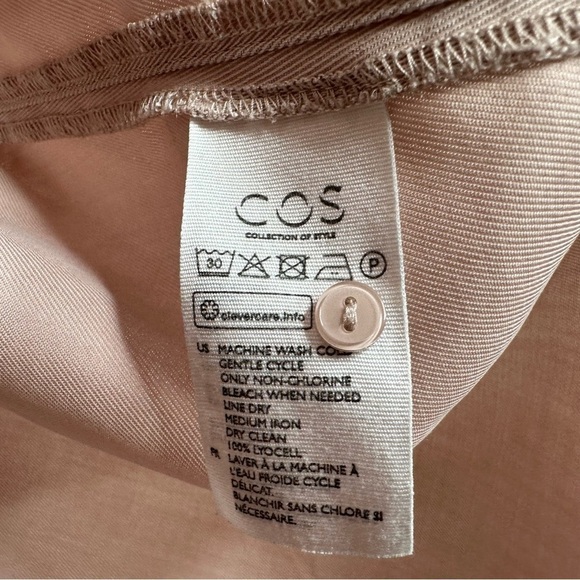 COS
COLLECTION OF STYLE
30 P
clevercare.info
US MACHINE WASH COLD
GENTLE CYCLE
ONLY NON-CHLORINE
BLEACH WHEN NEEDED
LINE DRY
MEDIUM IRON
DRY CLEAN
100% LYOCELL
FR LAVER À LA MACHINE À
L'EAU FROIDE CYCLE
DÉLICAT.
BLANCHIR SANS CHLORE SI
NÉCESSAIRE.